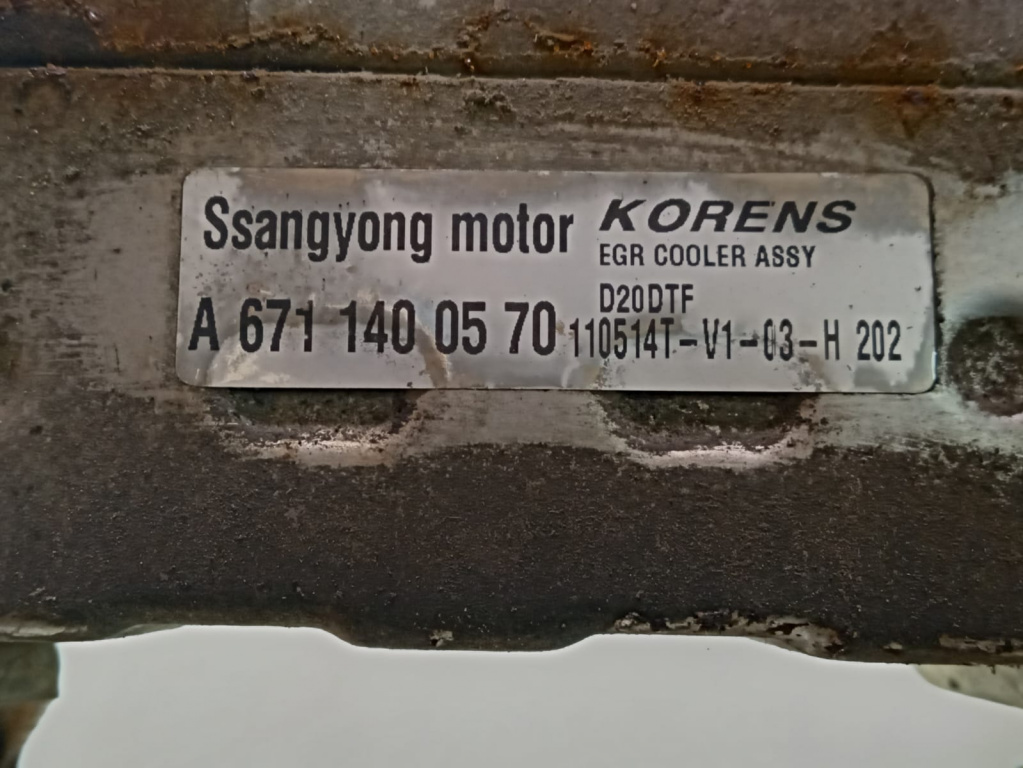 Ssangyong motor KORENS
EGR COOLER ASSY
D20DTF
A 671 140 05 70 110514T-V1-03-H 202